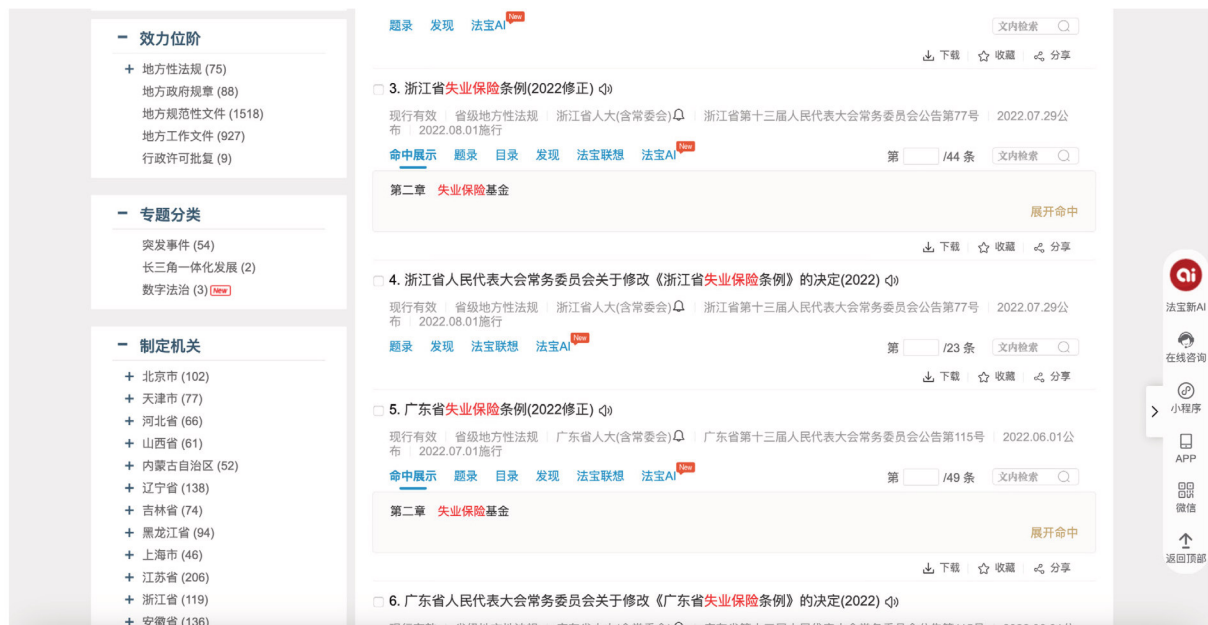 效力位阶
地方性法规 (75)
地方政府规章 (88)
地方规范性文件 (1518)
地方工作文件 (927)
行政许可批复 (9)
专题分类
突发事件 (54)
长三角一体化发展 (2)
数字法治 (3) New
制定机关
北京市 (102)
天津市 (77)
河北省 (66)
山西省 (61)
内蒙古自治区 (52)
辽宁省 (138)
吉林省 (74)
黑龙江省 (94)
上海市 (46)
江苏省 (206)
浙江省 (119)
安徽省 (136)
题录 发现 法宝AI New 文内检索
下载 收藏 分享
3. 浙江省失业保险条例(2022修正)
现行有效 省级地方性法规 浙江省人大(含常委会) 浙江省第十三届人民代表大会常务委员会公告第77号 2022.07.29公
布 2022.08.01施行
命中展示 题录 目录 发现 法宝联想 法宝AI New 第 /44 条 文内检索
第二章 失业保险基金
展开命中
下载 收藏 分享
4. 浙江省人民代表大会常务委员会关于修改《浙江省失业保险条例》的决定(2022)
现行有效 省级地方性法规 浙江省人大(含常委会) 浙江省第十三届人民代表大会常务委员会公告第77号 2022.07.29公
布 2022.08.01施行
题录 发现 法宝联想 法宝AI New 第 /23 条 文内检索
下载 收藏 分享
5. 广东省失业保险条例(2022修正)
现行有效 省级地方性法规 广东省人大(含常委会) 广东省第十三届人民代表大会常务委员会公告第115号 2022.06.01公
布 2022.07.01施行
命中展示 题录 目录 发现 法宝联想 法宝AI New 第 /49 条 文内检索
第二章 失业保险基金
展开命中
下载 收藏 分享
6. 广东省人民代表大会常务委员会关于修改《广东省失业保险条例》的决定(2022)
ai
法宝新AI
在线咨询
小程序
APP
微信
返回顶部